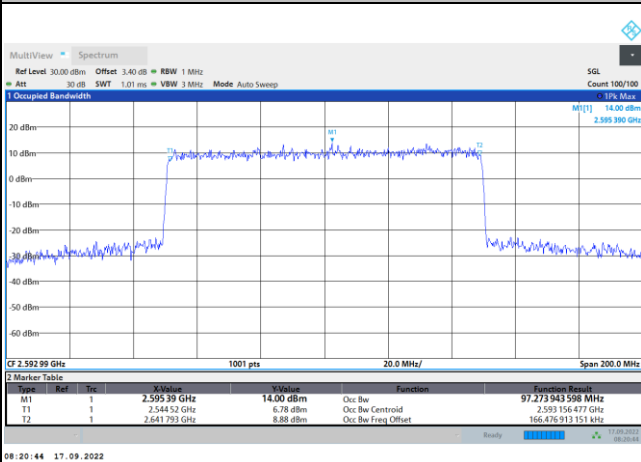 MultiView Spectrum
Ref Level 30.00 dBm Offset 3.40 dB RBW 1 MHz SGL
Att 30 dB SWT 1.01 ms VBW 3 MHz Mode Auto Sweep Count 100/100
1 Occupied Bandwidth 1Pk Max
M1[1] 14.00 dBm
2.595 390 GHz
20 dBm
M1
T1 T2
10 dBm
0 dBm
-10 dBm
-20 dBm
-30 dBm
-40 dBm
-50 dBm
-60 dBm
CF 2.592 99 GHz 1001 pts 20.0 MHz/ Span 200.0 MHz
2 Marker Table
Type Ref Trc X-Value Y-Value Function Function Result
M1 1 2.595 39 GHz 14.00 dBm Occ Bw 97.273 943 598 MHz
T1 1 2.544 52 GHz 6.78 dBm Occ Bw Centroid 2.593 156 477 GHz
T2 1 2.641 793 GHz 8.88 dBm Occ Bw Freq Offset 166.476 913 151 kHz
Ready 17.09.2022
08:20:44
08:20:44 17.09.2022